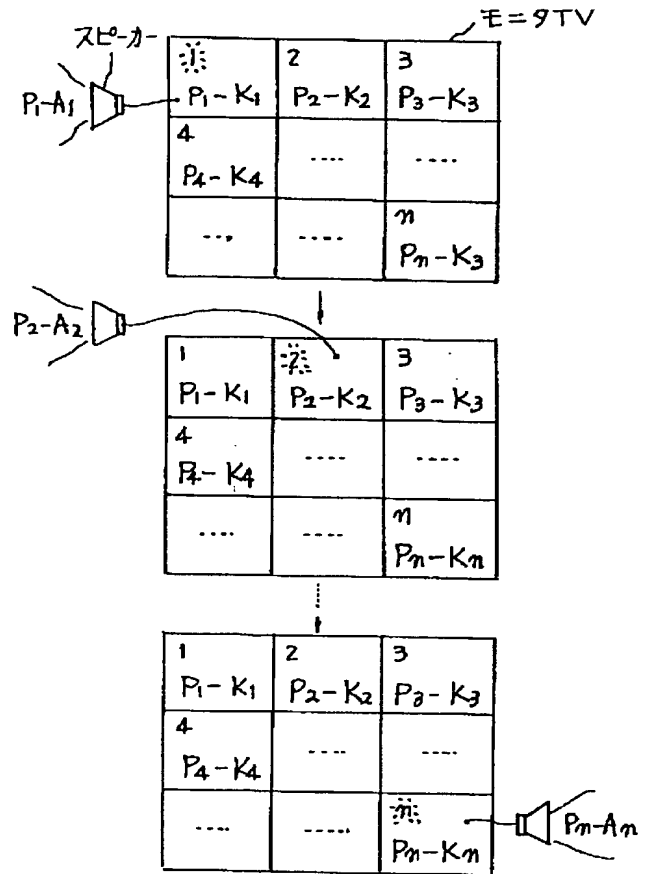 モニタTV
スピーカー
1 2 3
P₁-A₁ P₁-K₁ P₂-K₂ P₃-K₃
4
P₄-K₄ ---- ----
---- ---- n
Pₙ-K₃
P₂-A₂
1 2 3
P₁-K₁ P₂-K₂ P₃-K₃
4
P₄-K₄ ---- ----
---- ---- n
Pₙ-Kₙ
1 2 3
P₁-K₁ P₂-K₂ P₃-K₃
4
P₄-K₄ ---- ----
---- ---- n
Pₙ-Kₙ Pₙ-Aₙ